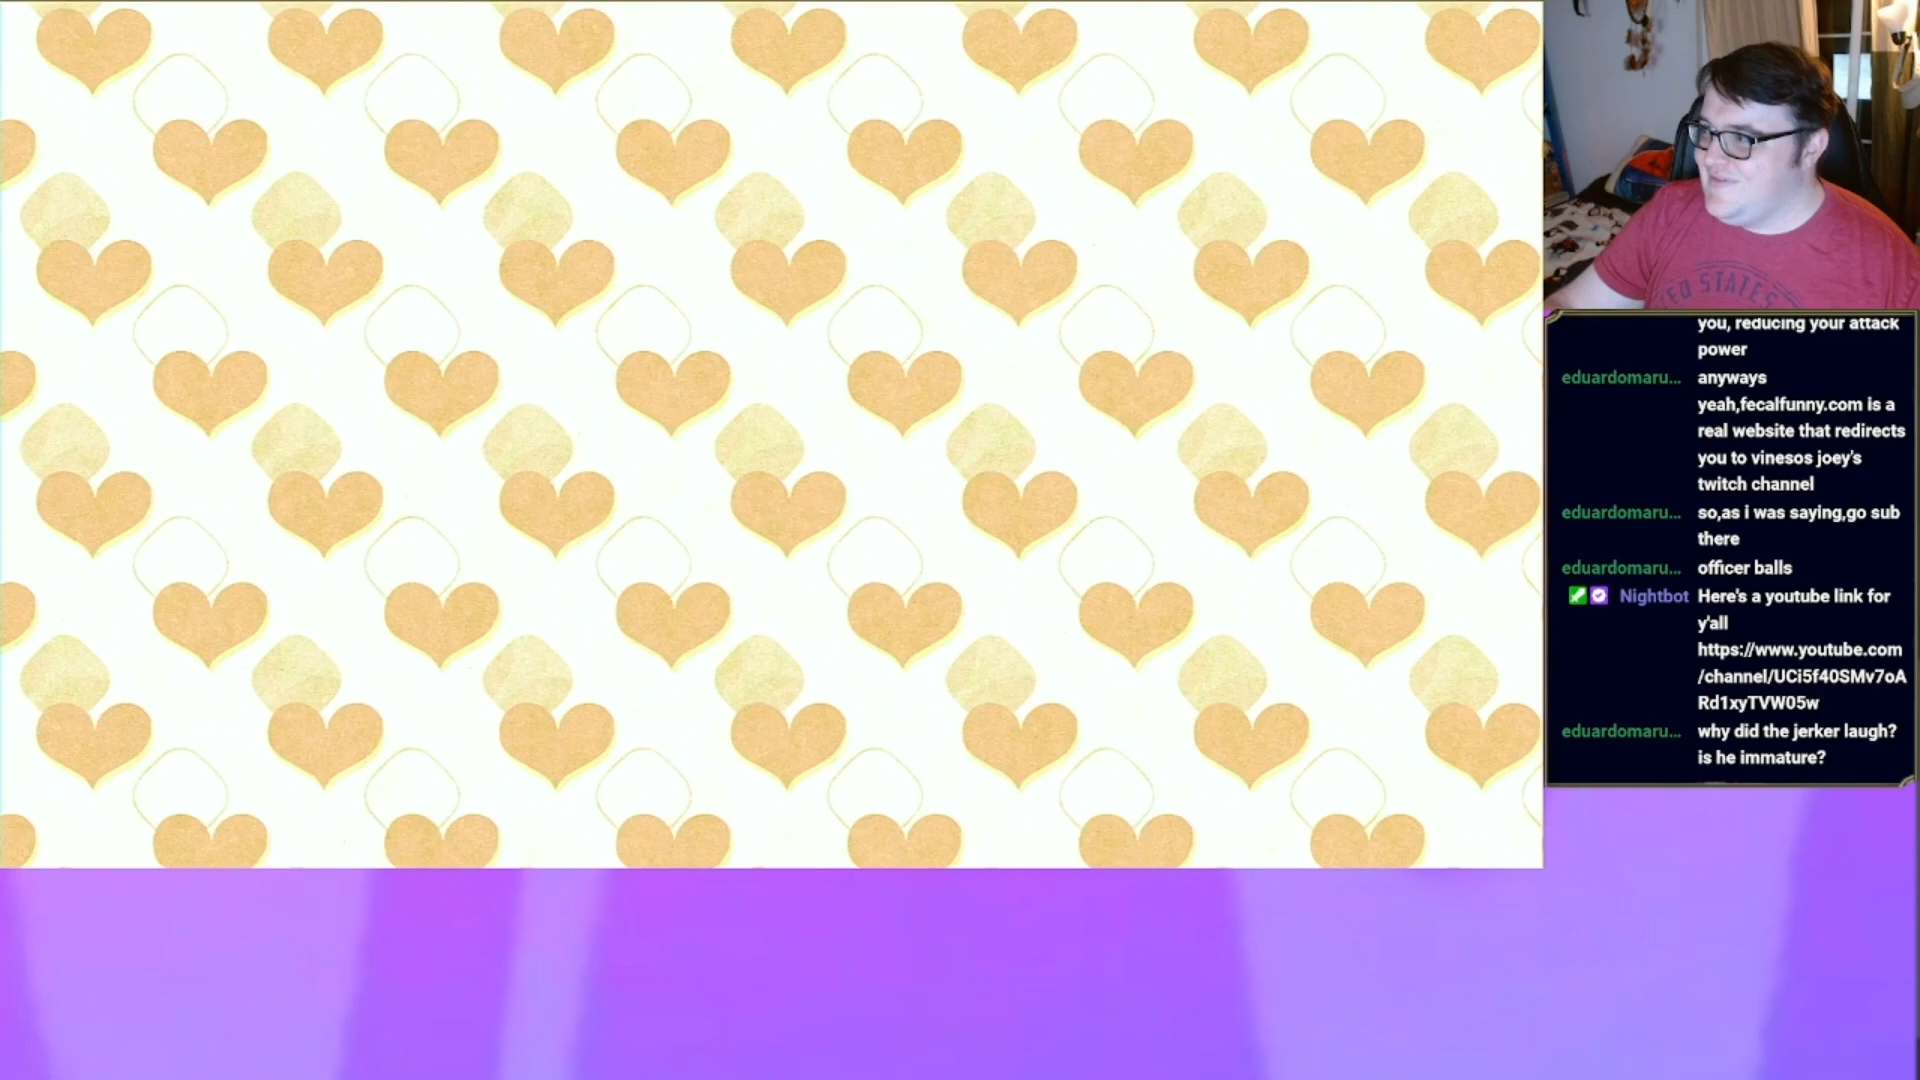 ED STATES
you, reducing your attack
power
eduardomaru... anyways
yeah,fecalfunny.com is a
real website that redirects
you to vinesos joey's
twitch channel
eduardomaru... so,as i was saying,go sub
there
eduardomaru... officer balls
Nightbot Here's a youtube link for
y'all
https://www.youtube.com
/channel/UCi5f40SMv7oA
Rd1xyTVW05w
eduardomaru... why did the jerker laugh?
is he immature?